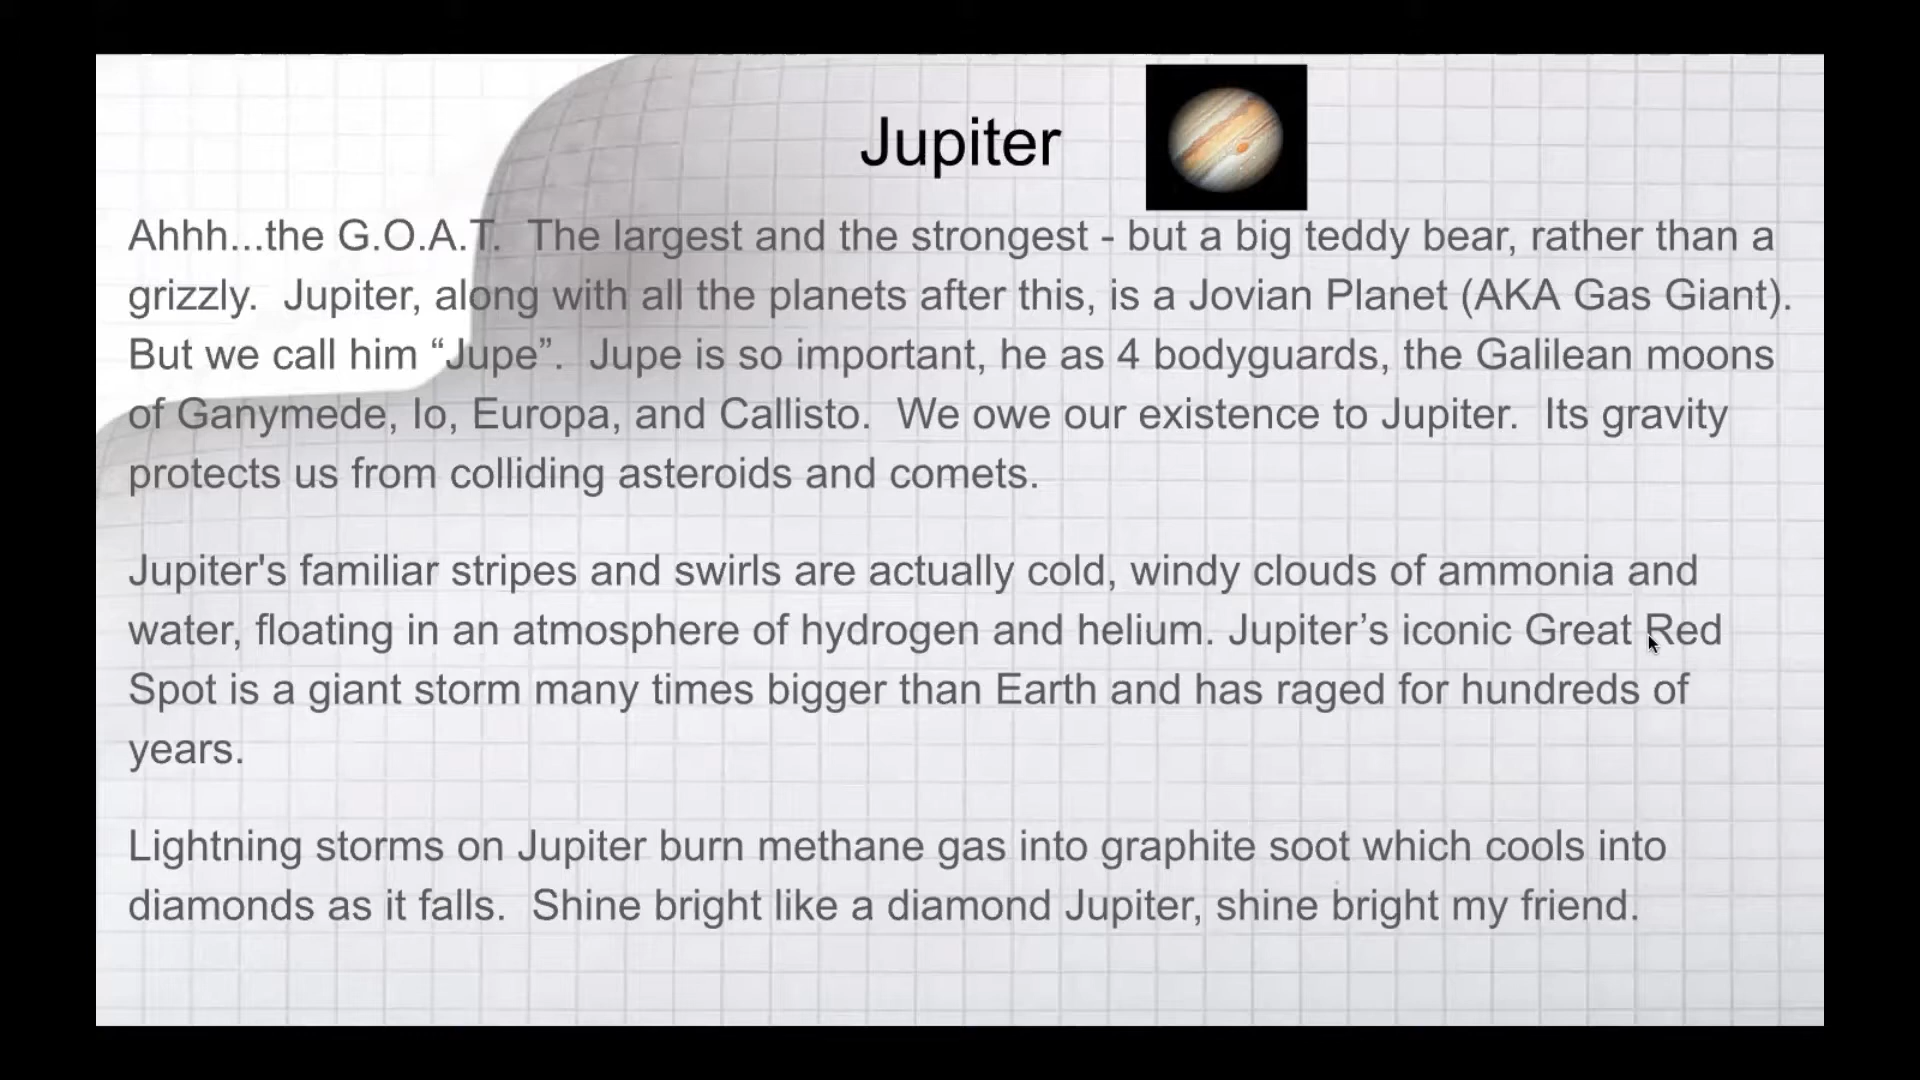 Jupiter
Ahhh...the G.O.A.T.  The largest and the strongest - but a big teddy bear, rather than a
grizzly.  Jupiter, along with all the planets after this, is a Jovian Planet (AKA Gas Giant).
But we call him “Jupe”.  Jupe is so important, he as 4 bodyguards, the Galilean moons
of Ganymede, Io, Europa, and Callisto.  We owe our existence to Jupiter.  Its gravity
protects us from colliding asteroids and comets.
Jupiter's familiar stripes and swirls are actually cold, windy clouds of ammonia and
water, floating in an atmosphere of hydrogen and helium. Jupiter’s iconic Great Red
Spot is a giant storm many times bigger than Earth and has raged for hundreds of
years.
Lightning storms on Jupiter burn methane gas into graphite soot which cools into
diamonds as it falls.  Shine bright like a diamond Jupiter, shine bright my friend.